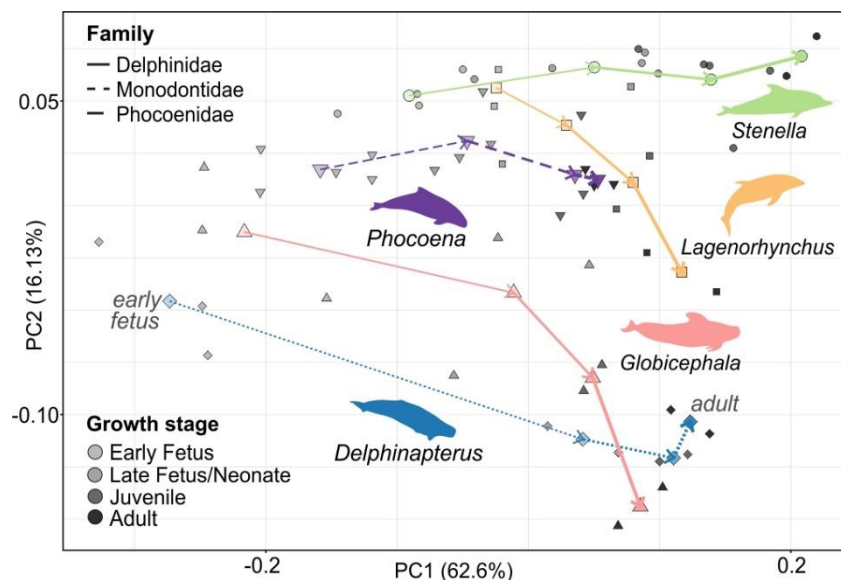 Family
Delphinidae
Monodontidae
Phocoenidae
0.05
Stenella
Phocoena
Lagenorhynchus
early
fetus
Globicephala
PC2 (16.13%)
-0.10
adult
Growth stage
Early Fetus
Late Fetus/Neonate
Juvenile
Adult
Delphinapterus
-0.2
PC1 (62.6%)
0.2